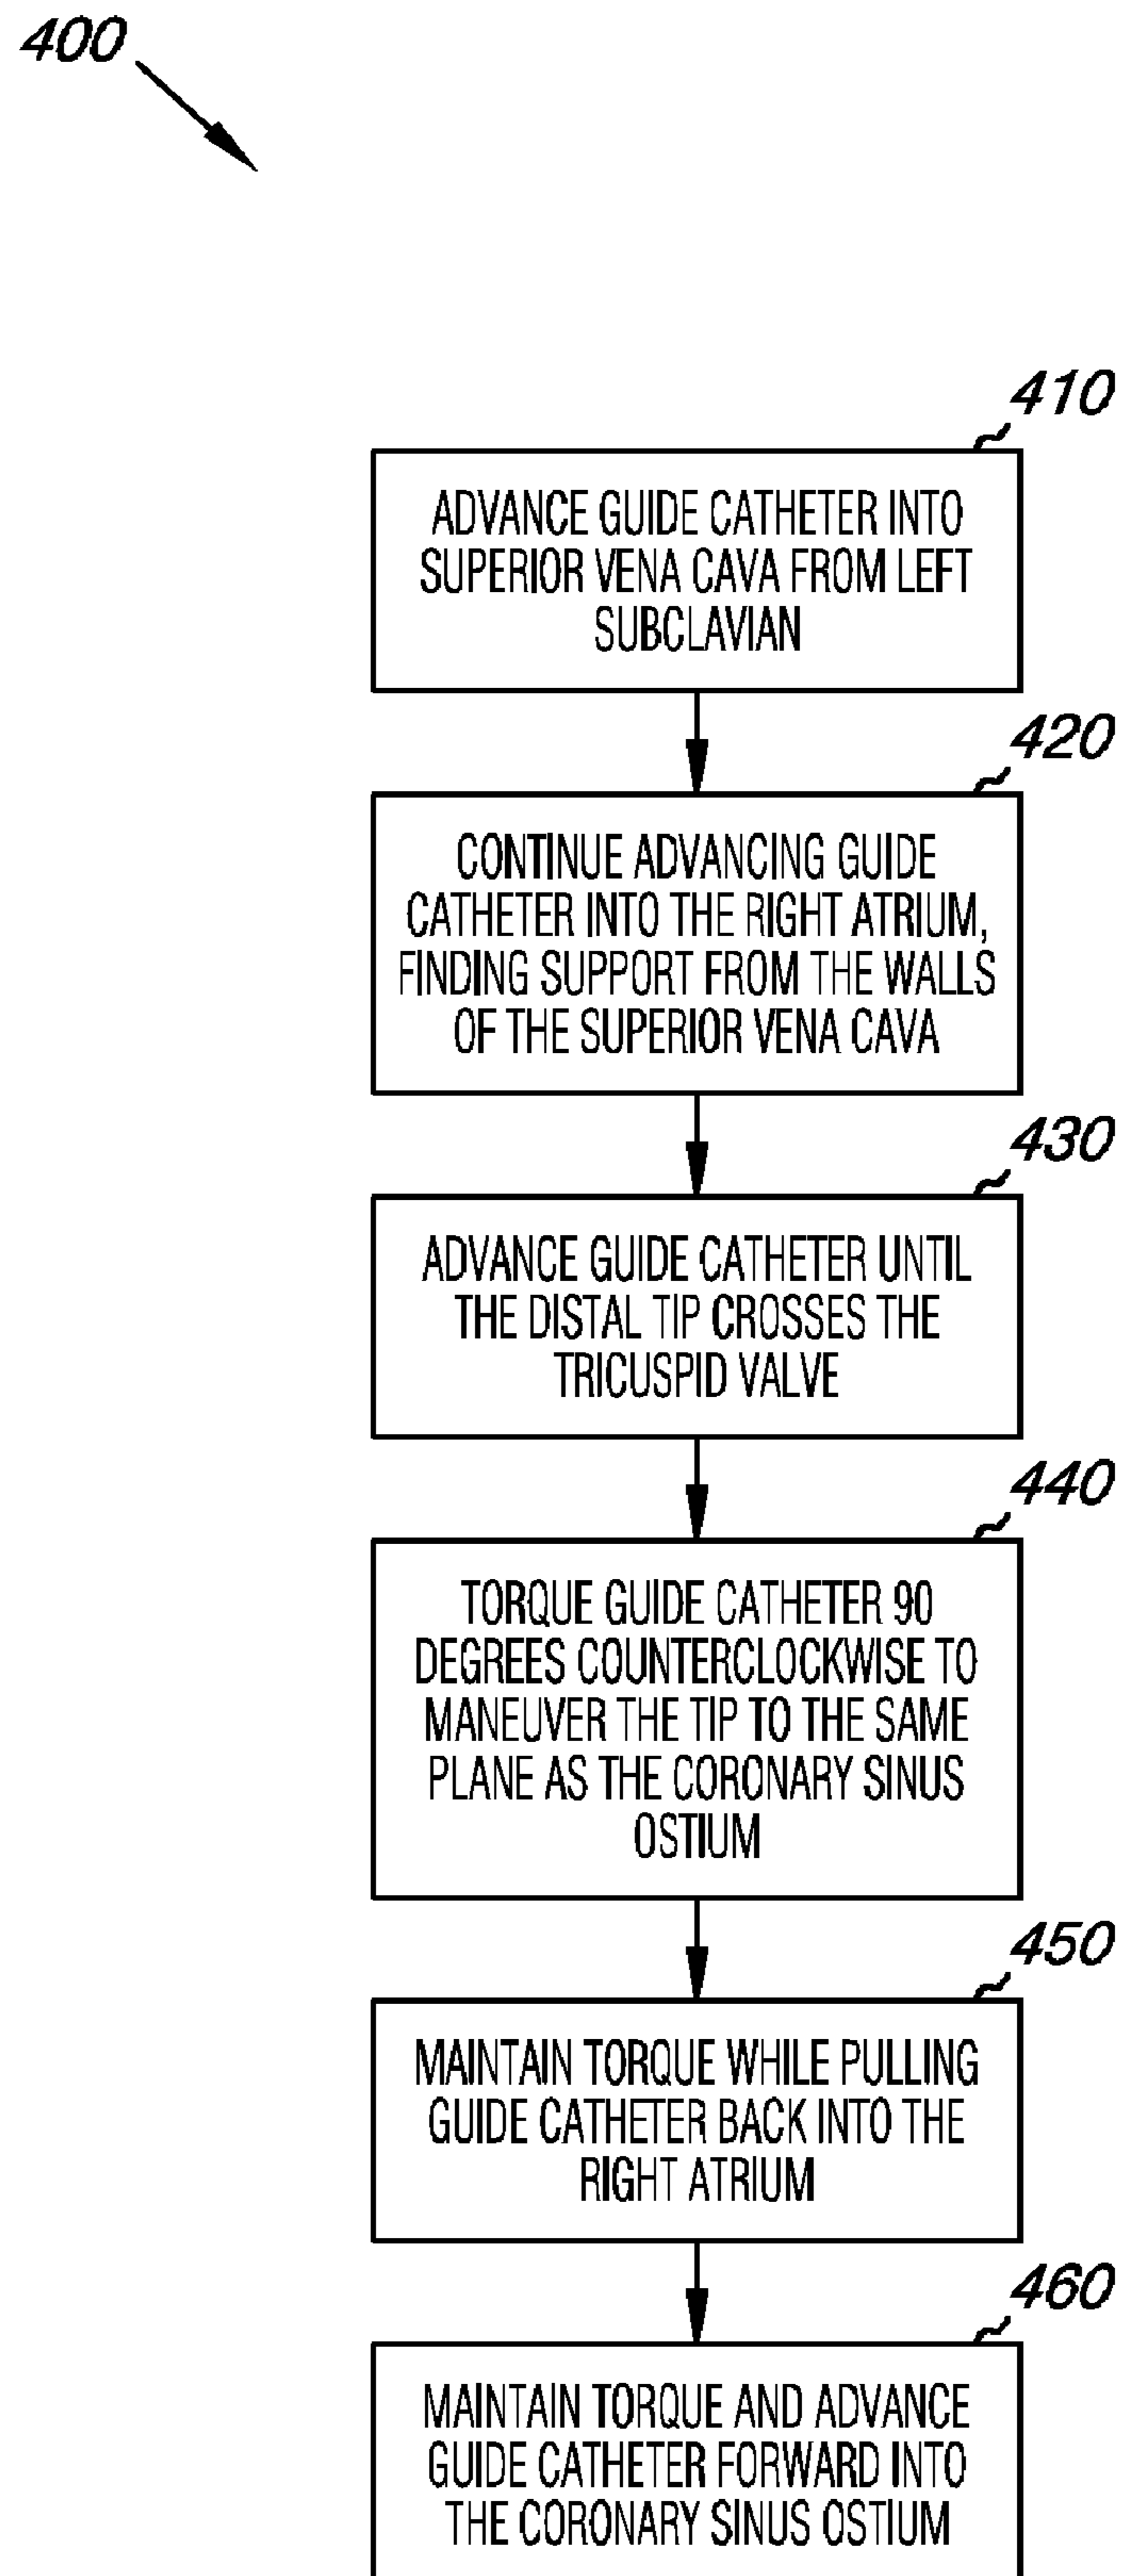 400
410
ADVANCE GUIDE CATHETER INTO
SUPERIOR VENA CAVA FROM LEFT
SUBCLAVIAN
420
CONTINUE ADVANCING GUIDE
CATHETER INTO THE RIGHT ATRIUM,
FINDING SUPPORT FROM THE WALLS
OF THE SUPERIOR VENA CAVA
430
ADVANCE GUIDE CATHETER UNTIL
THE DISTAL TIP CROSSES THE
TRICUSPID VALVE
440
TORQUE GUIDE CATHETER 90
DEGREES COUNTERCLOCKWISE TO
MANEUVER THE TIP TO THE SAME
PLANE AS THE CORONARY SINUS
OSTIUM
450
MAINTAIN TORQUE WHILE PULLING
GUIDE CATHETER BACK INTO THE
RIGHT ATRIUM
460
MAINTAIN TORQUE AND ADVANCE
GUIDE CATHETER FORWARD INTO
THE CORONARY SINUS OSTIUM